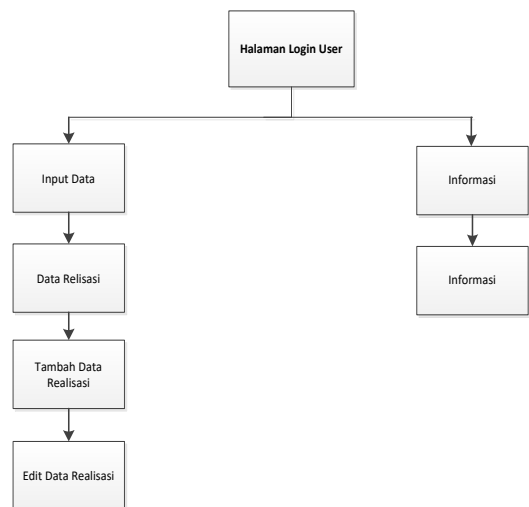 Halaman Login User
Input Data
Informasi
Data Relisasi
Informasi
Tambah Data
Realisasi
Edit Data Realisasi